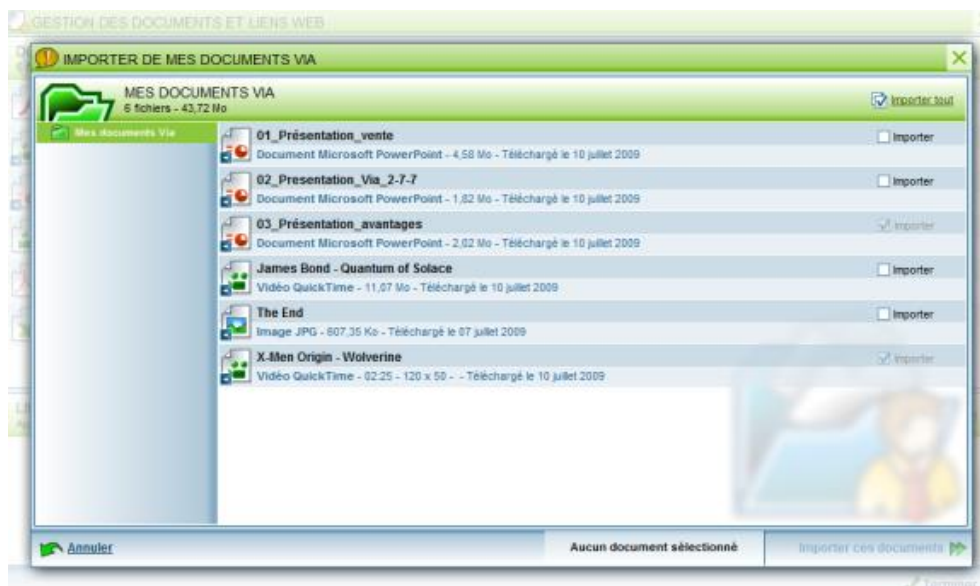 GESTION DES DOCUMENTS ET LIENS WEB
IMPORTER DE MES DOCUMENTS VIA
MES DOCUMENTS VIA
6 fichiers - 43,72 Mo
Importer tout
Mes documents Via
01_Présentation_vente
Importer
Document Microsoft PowerPoint - 4,58 Mo - Téléchargé le 10 juillet 2009
02_Presentation_Via_2-7-7
Importer
Document Microsoft PowerPoint - 1,82 Mo - Téléchargé le 10 juillet 2009
03_Présentation_avantages
Importer
Document Microsoft PowerPoint - 2,02 Mo - Téléchargé le 10 juillet 2009
James Bond - Quantum of Solace
Importer
Vidéo QuickTime - 11,07 Mo - Téléchargé le 10 juillet 2009
The End
Importer
Image JPG - 607,35 Ko - Téléchargé le 07 juillet 2009
X-Men Origin - Wolverine
Importer
Vidéo QuickTime - 02:25 - 120 x 50 - - Téléchargé le 10 juillet 2009
Annuler
Aucun document sélectionné
Importer ces documents
Terminer